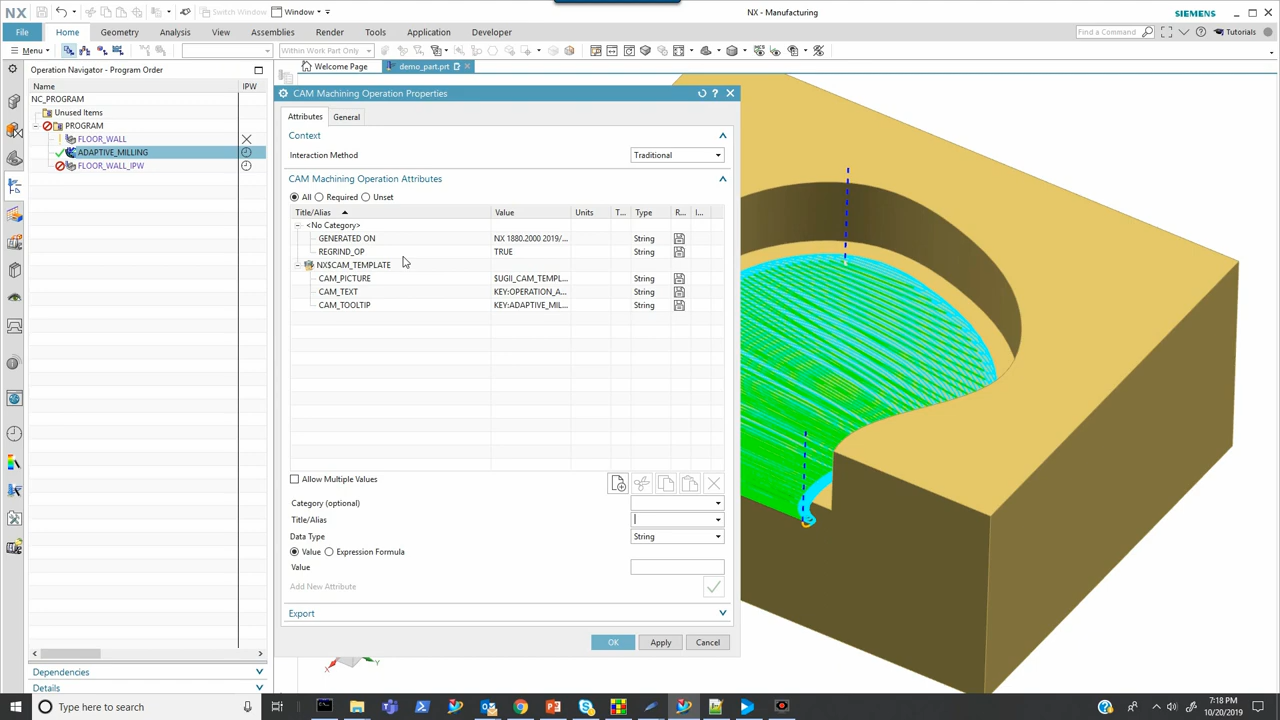 NX
Switch Window
Window
NX - Manufacturing
SIEMENS
File
Home
Geometry
Analysis
View
Assemblies
Render
Tools
Application
Developer
Find a Command
Tutorials
Menu
Within Work Part Only
Operation Navigator - Program Order
Welcome Page
demo_part.prt
Name
IPW
NC_PROGRAM
Unused Items
PROGRAM
FLOOR_WALL
ADAPTIVE_MILLING
FLOOR_WALL_IPW
CAM Machining Operation Properties
Attributes
General
Context
Interaction Method
Traditional
CAM Machining Operation Attributes
All
Required
Unset
Title/Alias
Value
Units
T...
Type
R...
I...
<No Category>
GENERATED ON
NX 1880.2000 2019/...
String
REGRIND_OP
TRUE
String
NX$CAM_TEMPLATE
CAM_PICTURE
$UGII_CAM_TEMPL...
String
CAM_TEXT
KEY:OPERATION_A...
String
CAM_TOOLTIP
KEY:ADAPTIVE_MIL...
String
Allow Multiple Values
Category (optional)
Title/Alias
Data Type
String
Value
Expression Formula
Value
Add New Attribute
Export
OK
Apply
Cancel
X
Y
Dependencies
Details
Type here to search
7:18 PM
10/20/2019